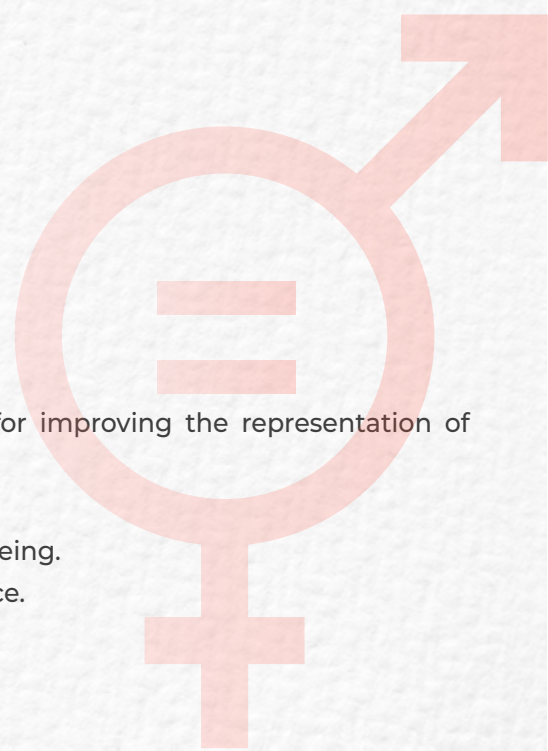 for improving the representation of
eing.
ce.